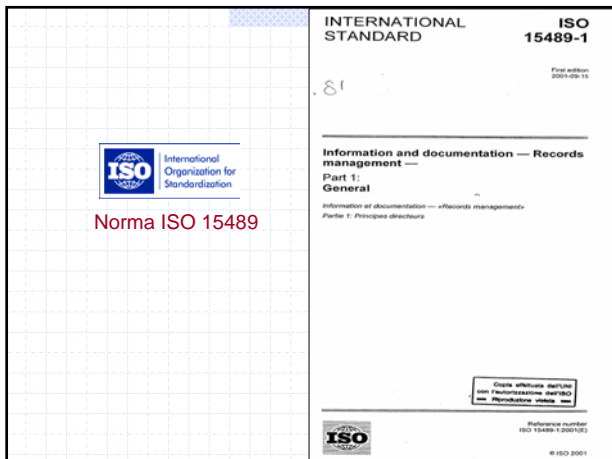 ISO
International
Organization for
Standardization
Norma ISO 15489
INTERNATIONAL
STANDARD
ISO
15489-1
First edition
2001-09-15
.81
Information and documentation — Records
management —
Part 1:
General
Information et documentation — «Records management»
Partie 1: Principes directeurs
Copia effettuata dall'UNI
con l'autorizzazione dell'ISO
— Riproduzione vietata —
ISO
Reference number
ISO 15489-1:2001(E)
© ISO 2001